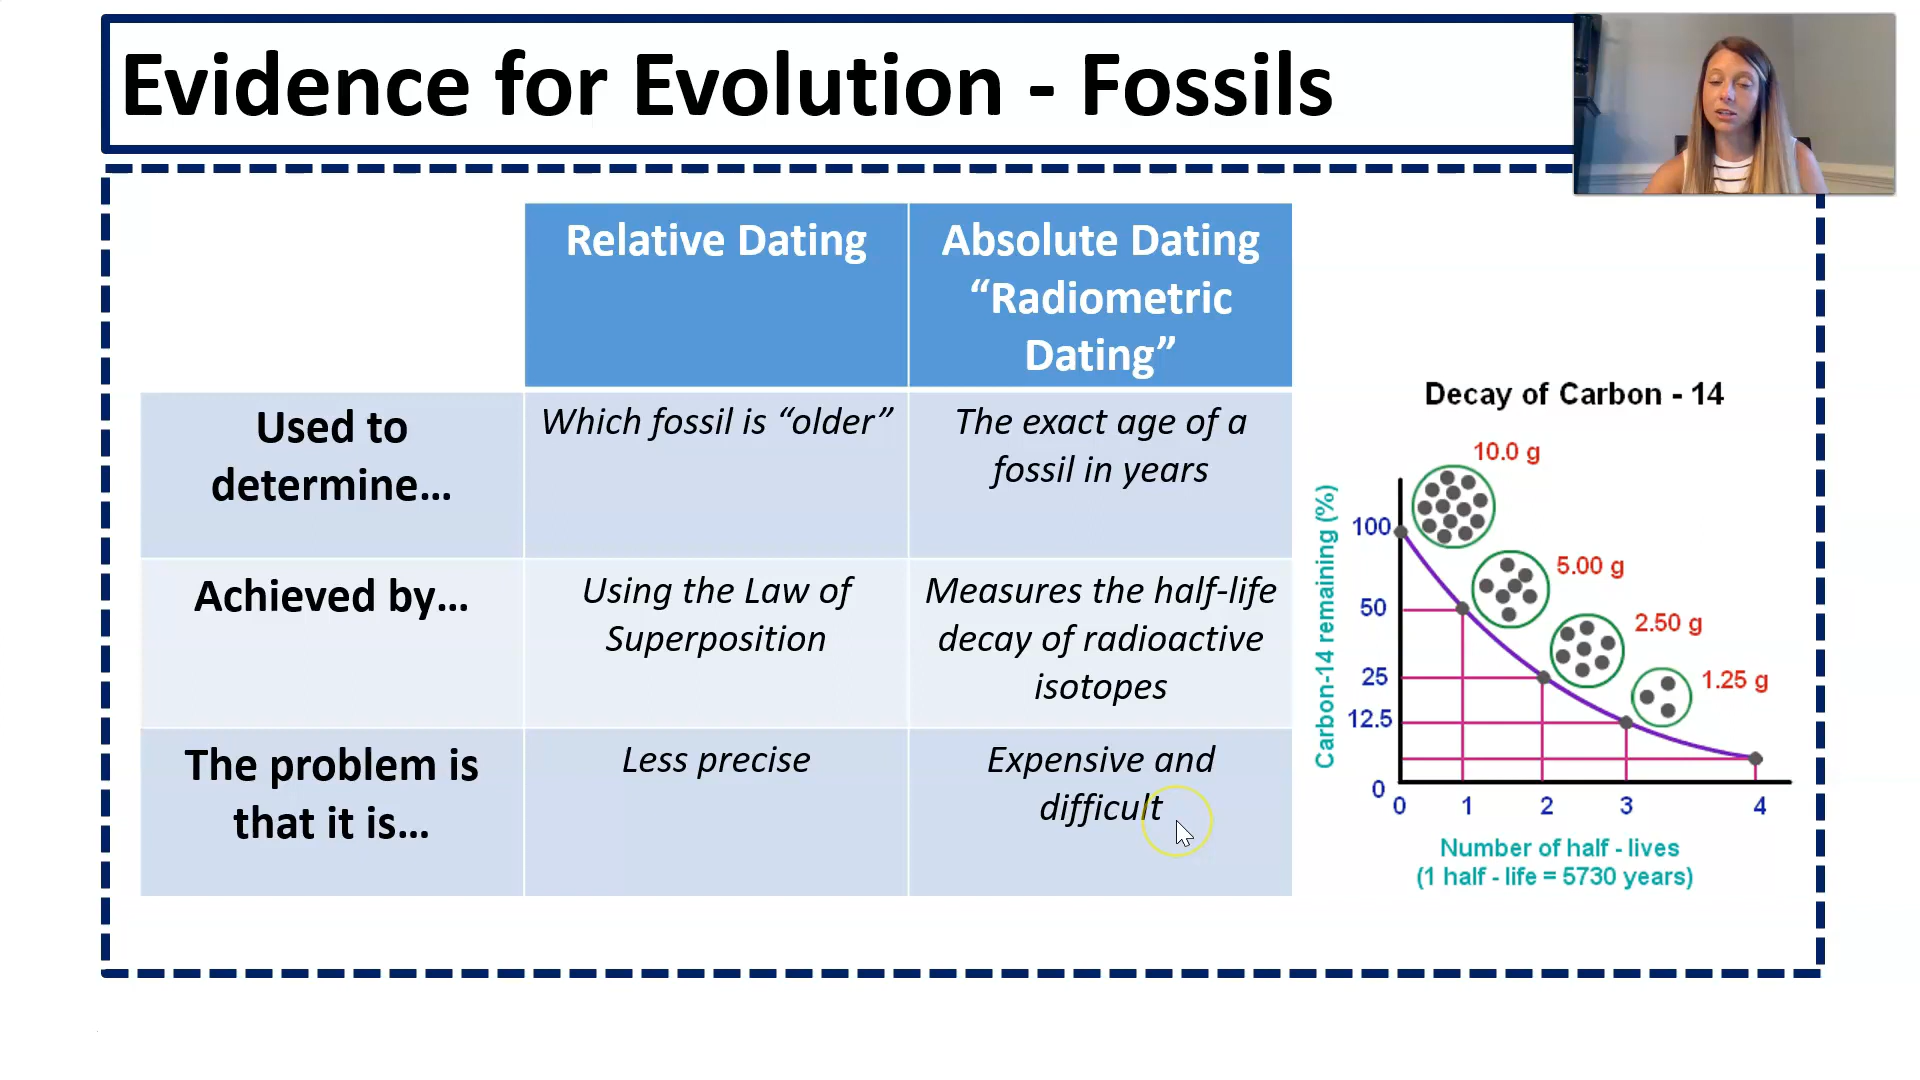 Evidence for Evolution - Fossils
Relative Dating
Absolute Dating
“Radiometric
Dating”
Used to
determine...
Which fossil is “older”
The exact age of a
fossil in years
Achieved by...
Using the Law of
Superposition
Measures the half-life
decay of radioactive
isotopes
The problem is
that it is...
Less precise
Expensive and
difficult
Decay of Carbon - 14
10.0 g
5.00 g
2.50 g
1.25 g
Carbon-14 remaining (%)
100
50
25
12.5
0
0 1 2 3 4
Number of half - lives
(1 half - life = 5730 years)